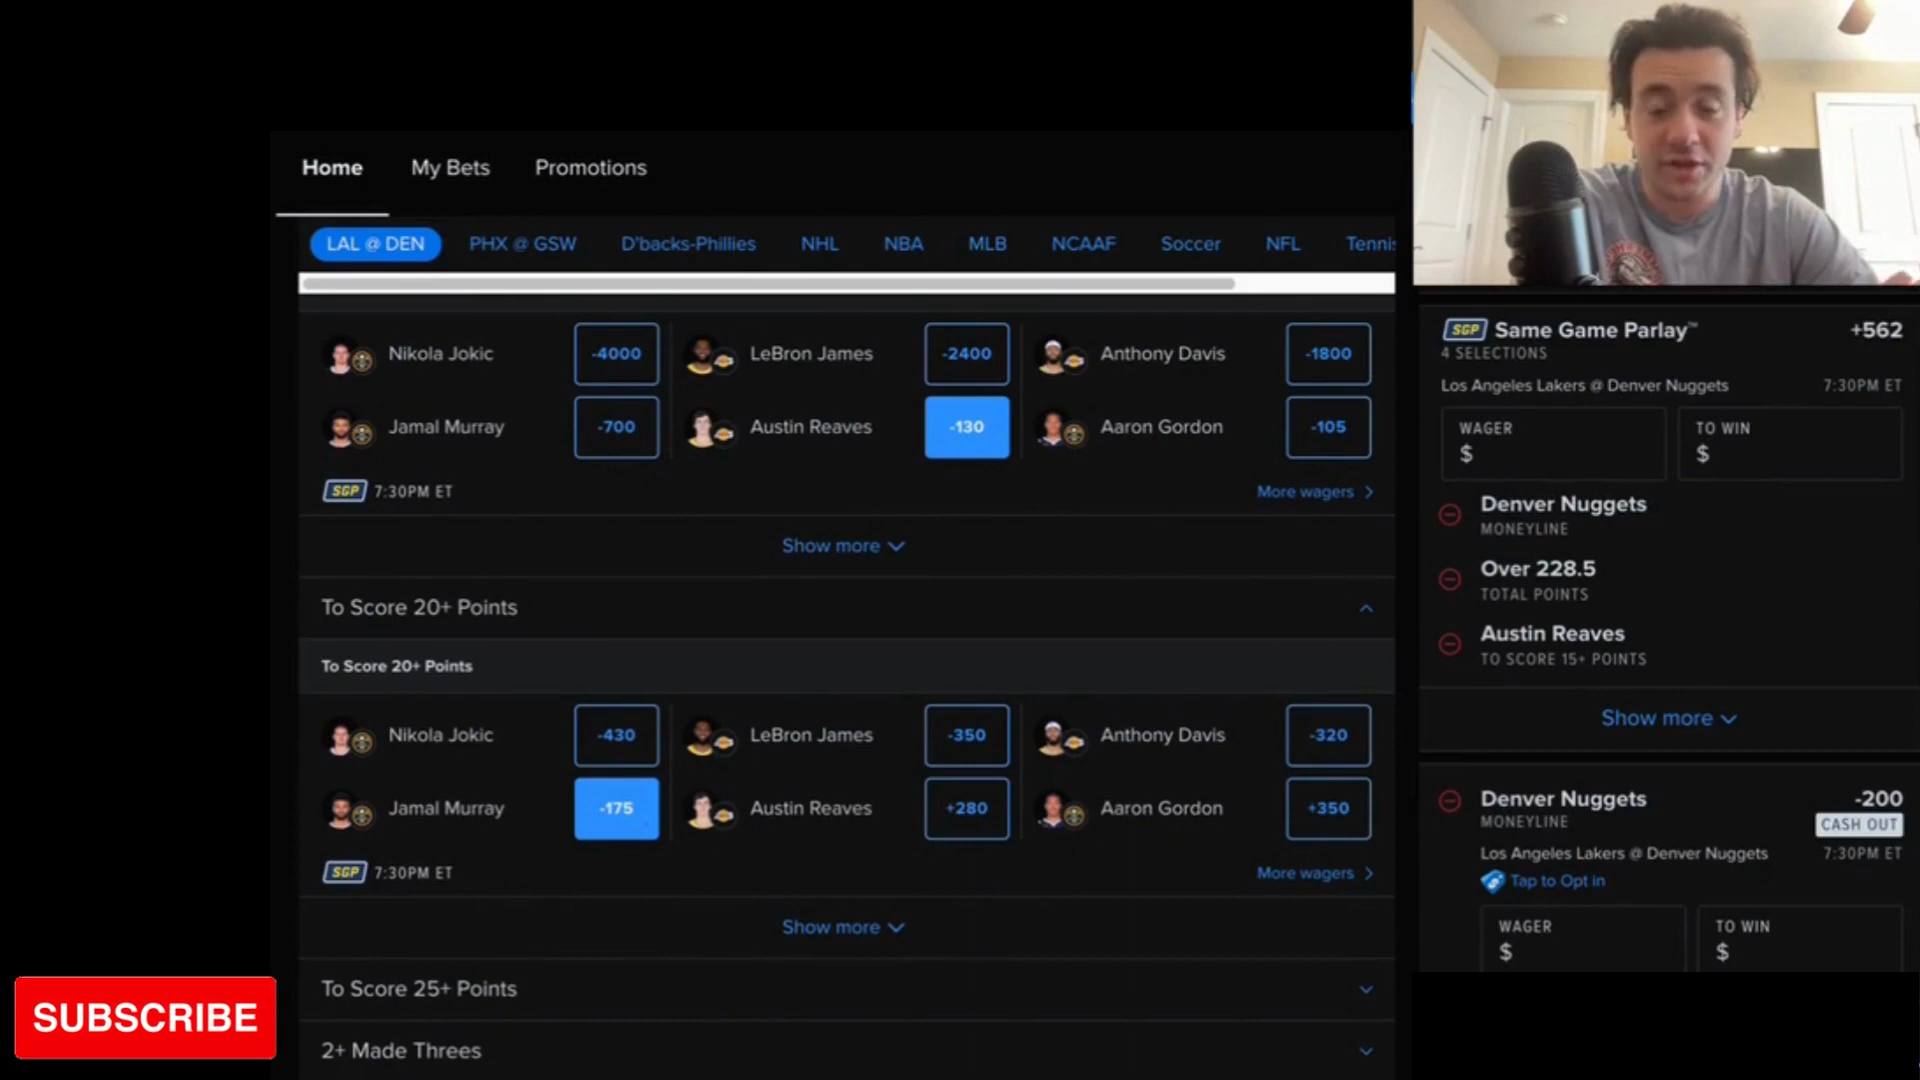 Home My Bets Promotions
LAL @ DEN PHX @ GSW D'backs-Phillies NHL NBA MLB NCAAF Soccer NFL Tennis
Nikola Jokic -4000 LeBron James -2400 Anthony Davis -1800
Jamal Murray -700 Austin Reaves -130 Aaron Gordon -105
SGP 7:30PM ET More wagers
Show more
To Score 20+ Points
To Score 20+ Points
Nikola Jokic -430 LeBron James -350 Anthony Davis -320
Jamal Murray -175 Austin Reaves +280 Aaron Gordon +350
SGP 7:30PM ET More wagers
Show more
To Score 25+ Points
2+ Made Threes
SUBSCRIBE
SGP Same Game Parlay™ +562
4 SELECTIONS
Los Angeles Lakers @ Denver Nuggets 7:30PM ET
WAGER TO WIN
$ $
Denver Nuggets
MONEYLINE
Over 228.5
TOTAL POINTS
Austin Reaves
TO SCORE 15+ POINTS
Show more
Denver Nuggets -200
MONEYLINE CASH OUT
Los Angeles Lakers @ Denver Nuggets 7:30PM ET
Tap to Opt in
WAGER TO WIN
$ $